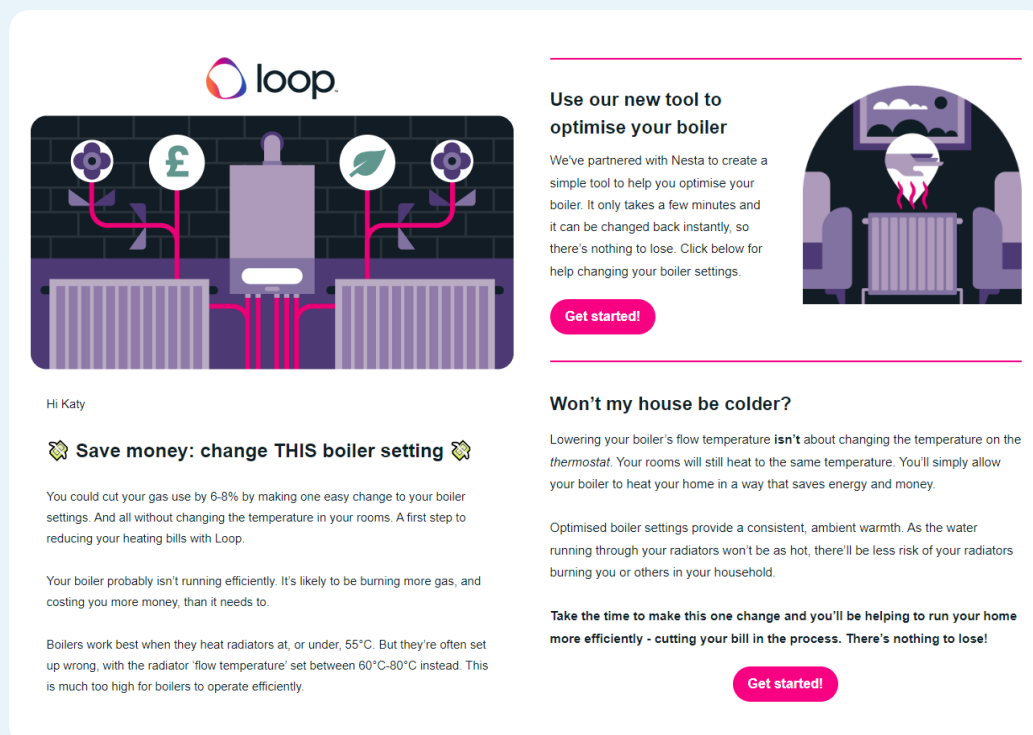 loop
£
Hi Katy
💸 Save money: change THIS boiler setting 💸
You could cut your gas use by 6-8% by making one easy change to your boiler
settings. And all without changing the temperature in your rooms. A first step to
reducing your heating bills with Loop.
Your boiler probably isn't running efficiently. It's likely to be burning more gas, and
costing you more money, than it needs to.
Boilers work best when they heat radiators at, or under, 55°C. But they're often set
up wrong, with the radiator 'flow temperature' set between 60°C-80°C instead. This
is much too high for boilers to operate efficiently.
Use our new tool to
optimise your boiler
We've partnered with Nesta to create a
simple tool to help you optimise your
boiler. It only takes a few minutes and
it can be changed back instantly, so
there's nothing to lose. Click below for
help changing your boiler settings.
Get started!
Won't my house be colder?
Lowering your boiler's flow temperature isn't about changing the temperature on the
thermostat. Your rooms will still heat to the same temperature. You'll simply allow
your boiler to heat your home in a way that saves energy and money.
Optimised boiler settings provide a consistent, ambient warmth. As the water
running through your radiators won't be as hot, there'll be less risk of your radiators
burning you or others in your household.
Take the time to make this one change and you'll be helping to run your home
more efficiently - cutting your bill in the process. There's nothing to lose!
Get started!